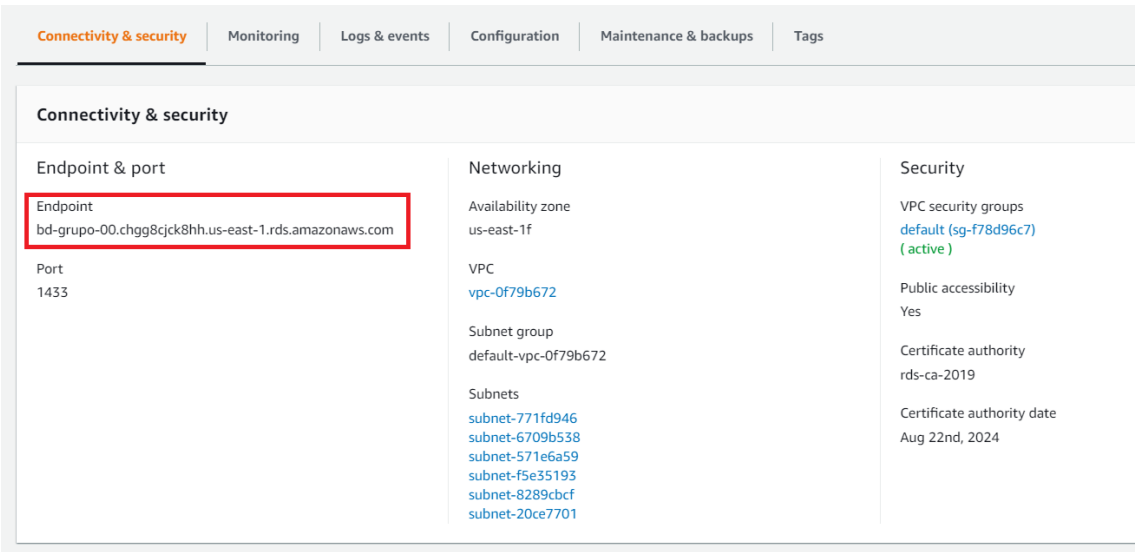 Connectivity & security
Monitoring
Logs & events
Configuration
Maintenance & backups
Tags
Connectivity & security
Endpoint & port
Endpoint
bd-grupo-00.chgg8cjck8hh.us-east-1.rds.amazonaws.com
Port
1433
Networking
Availability zone
us-east-1f
VPC
vpc-0f79b672
Subnet group
default-vpc-0f79b672
Subnets
subnet-771fd946
subnet-6709b538
subnet-571e6a59
subnet-f5e35193
subnet-8289cbcf
subnet-20ce7701
Security
VPC security groups
default (sg-f78d96c7)
( active )
Public accessibility
Yes
Certificate authority
rds-ca-2019
Certificate authority date
Aug 22nd, 2024